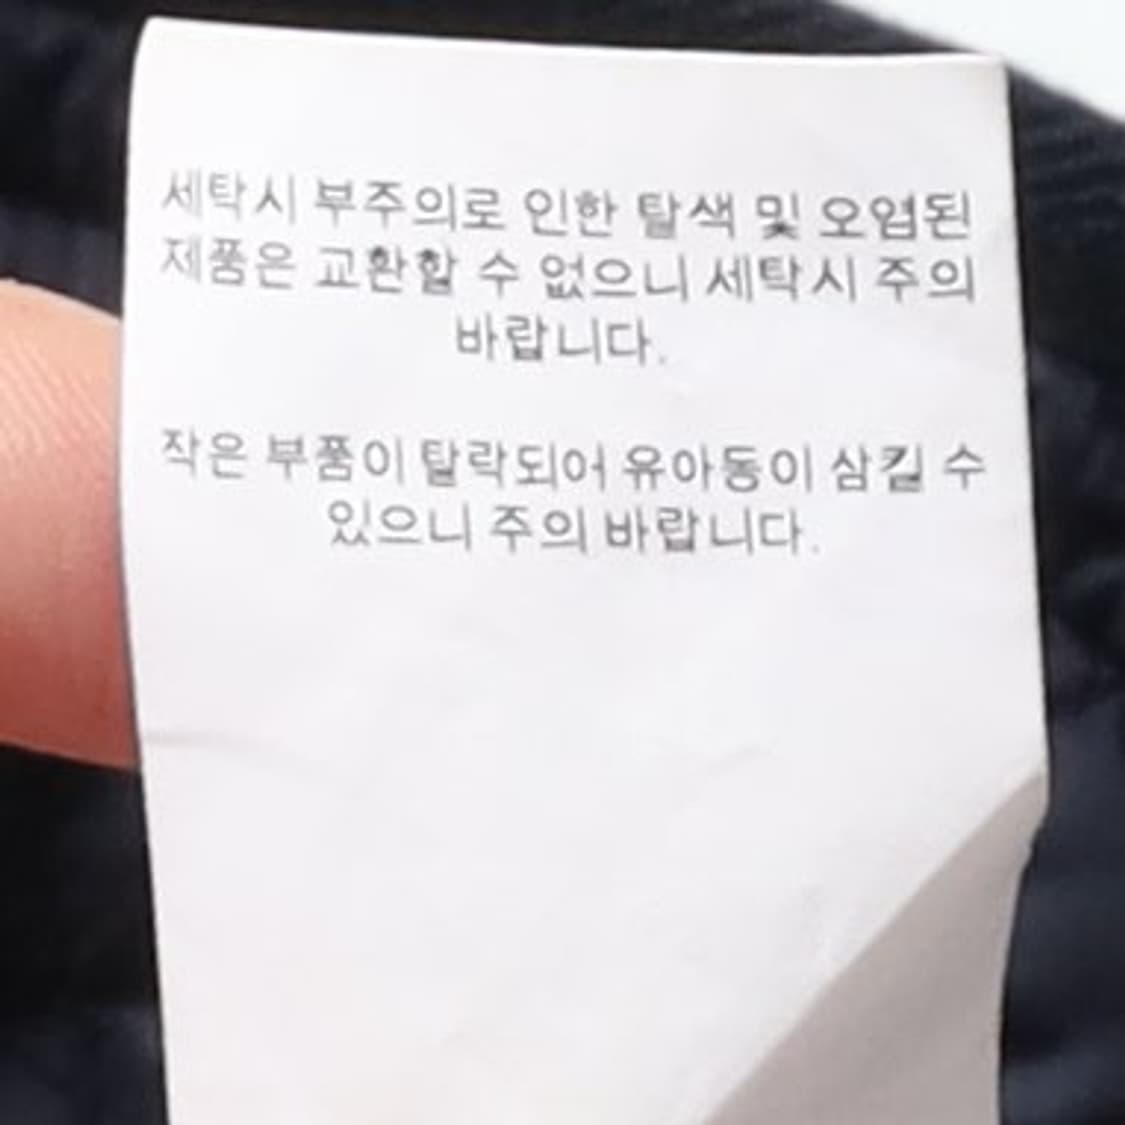 세탁시 부주의로 인한 탈색 및 오염된
제품은 교환할 수 없으니 세탁시 주의
바랍니다.
작은 부품이 탈락되어 유아동이 삼킬 수
있으니 주의 바랍니다.